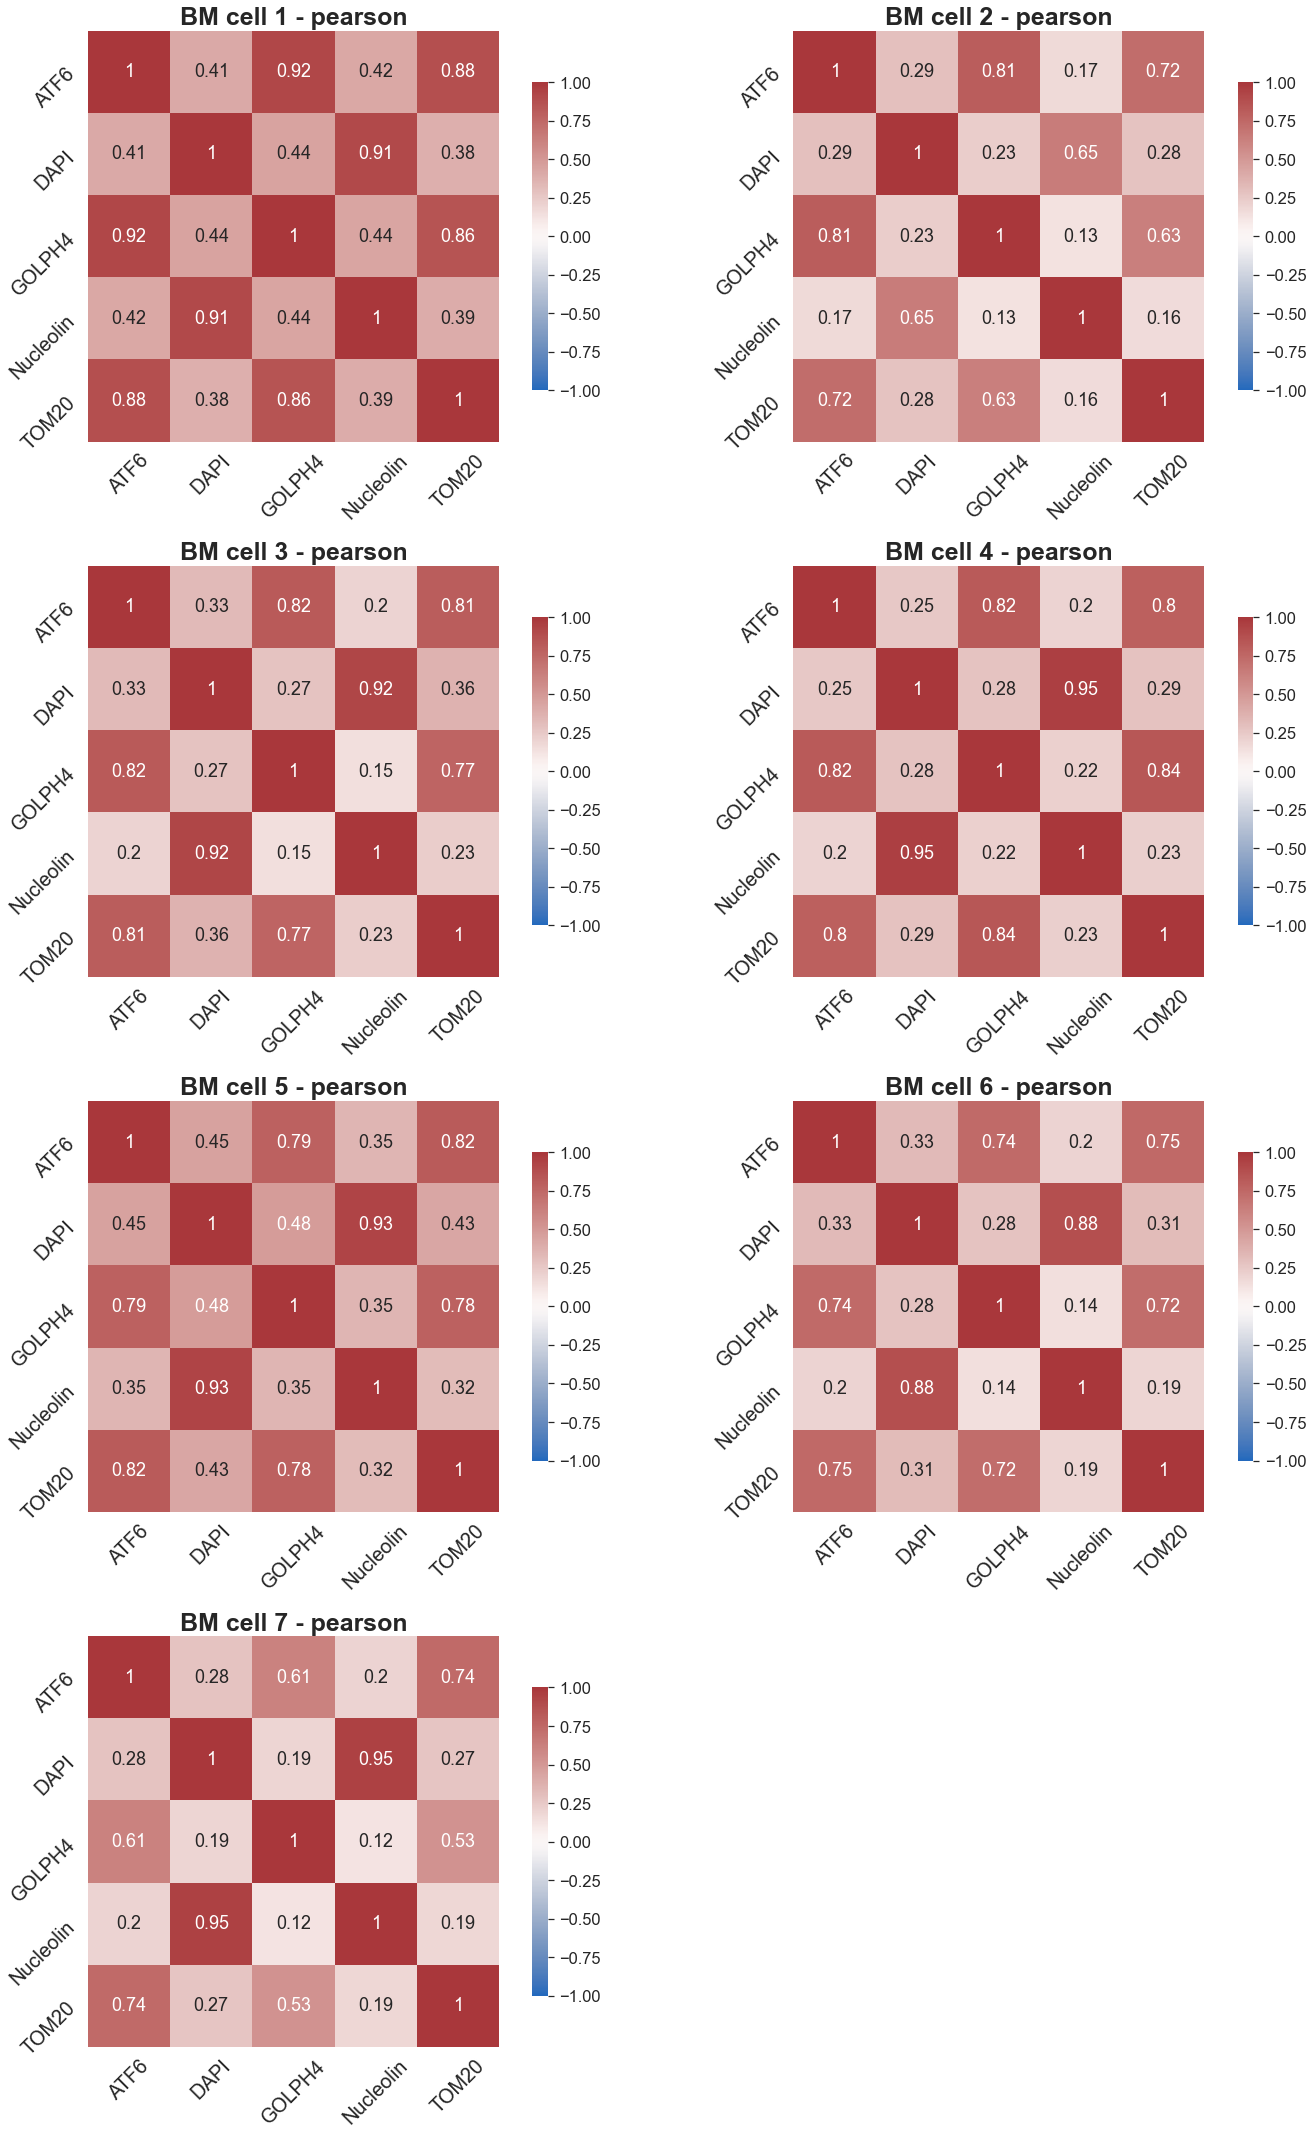 BM cell 1 - pearson
ATF6 1 0.41 0.92 0.42 0.88
DAPI 0.41 1 0.44 0.91 0.38
GOLPH4 0.92 0.44 1 0.44 0.86
Nucleolin 0.42 0.91 0.44 1 0.39
TOM20 0.88 0.38 0.86 0.39 1
ATF6 DAPI GOLPH4 Nucleolin TOM20
1.00
0.75
0.50
0.25
0.00
−0.25
−0.50
−0.75
−1.00
BM cell 2 - pearson
ATF6 1 0.29 0.81 0.17 0.72
DAPI 0.29 1 0.23 0.65 0.28
GOLPH4 0.81 0.23 1 0.13 0.63
Nucleolin 0.17 0.65 0.13 1 0.16
TOM20 0.72 0.28 0.63 0.16 1
ATF6 DAPI GOLPH4 Nucleolin TOM20
1.00
0.75
0.50
0.25
0.00
−0.25
−0.50
−0.75
−1.00
BM cell 3 - pearson
ATF6 1 0.33 0.82 0.2 0.81
DAPI 0.33 1 0.27 0.92 0.36
GOLPH4 0.82 0.27 1 0.15 0.77
Nucleolin 0.2 0.92 0.15 1 0.23
TOM20 0.81 0.36 0.77 0.23 1
ATF6 DAPI GOLPH4 Nucleolin TOM20
1.00
0.75
0.50
0.25
0.00
−0.25
−0.50
−0.75
−1.00
BM cell 4 - pearson
ATF6 1 0.25 0.82 0.2 0.8
DAPI 0.25 1 0.28 0.95 0.29
GOLPH4 0.82 0.28 1 0.22 0.84
Nucleolin 0.2 0.95 0.22 1 0.23
TOM20 0.8 0.29 0.84 0.23 1
ATF6 DAPI GOLPH4 Nucleolin TOM20
1.00
0.75
0.50
0.25
0.00
−0.25
−0.50
−0.75
−1.00
BM cell 5 - pearson
ATF6 1 0.45 0.79 0.35 0.82
DAPI 0.45 1 0.48 0.93 0.43
GOLPH4 0.79 0.48 1 0.35 0.78
Nucleolin 0.35 0.93 0.35 1 0.32
TOM20 0.82 0.43 0.78 0.32 1
ATF6 DAPI GOLPH4 Nucleolin TOM20
1.00
0.75
0.50
0.25
0.00
−0.25
−0.50
−0.75
−1.00
BM cell 6 - pearson
ATF6 1 0.33 0.74 0.2 0.75
DAPI 0.33 1 0.28 0.88 0.31
GOLPH4 0.74 0.28 1 0.14 0.72
Nucleolin 0.2 0.88 0.14 1 0.19
TOM20 0.75 0.31 0.72 0.19 1
ATF6 DAPI GOLPH4 Nucleolin TOM20
1.00
0.75
0.50
0.25
0.00
−0.25
−0.50
−0.75
−1.00
BM cell 7 - pearson
ATF6 1 0.28 0.61 0.2 0.74
DAPI 0.28 1 0.19 0.95 0.27
GOLPH4 0.61 0.19 1 0.12 0.53
Nucleolin 0.2 0.95 0.12 1 0.19
TOM20 0.74 0.27 0.53 0.19 1
ATF6 DAPI GOLPH4 Nucleolin TOM20
1.00
0.75
0.50
0.25
0.00
−0.25
−0.50
−0.75
−1.00